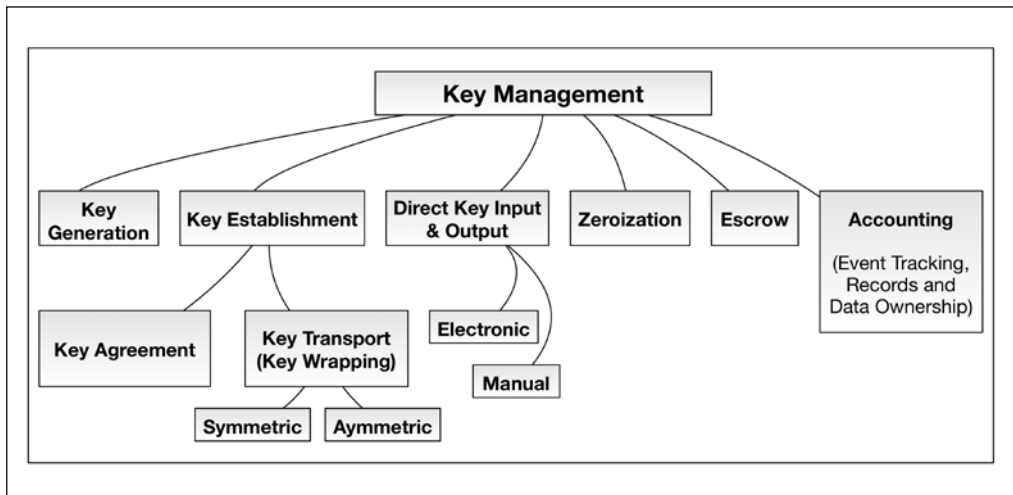 Key Management
Key
Generation
Key Establishment
Direct Key Input
& Output
Zeroization
Escrow
Accounting
(Event Tracking,
Records and
Data Ownership)
Key Agreement
Key Transport
(Key Wrapping)
Electronic
Manual
Symmetric
Aymmetric